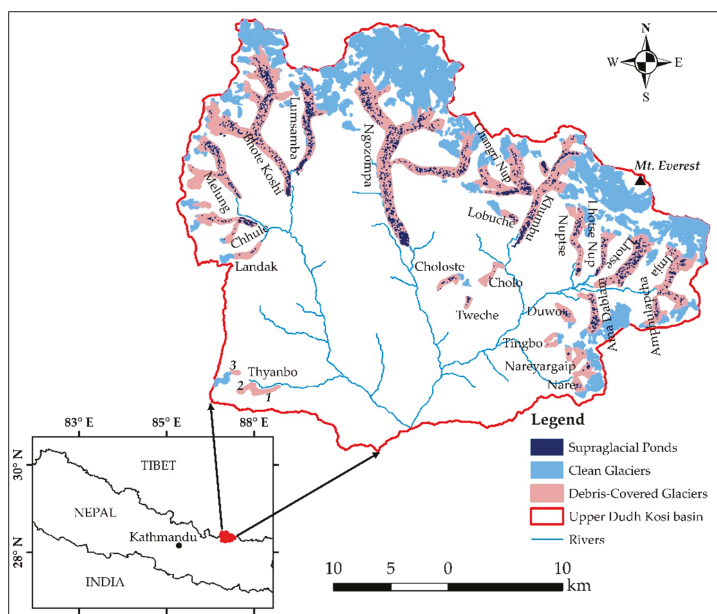 N
W E
S
Lumsamba
Ngozompa
Bhote Koshi
Changri Nup
Mt. Everest
Melung
Lobuche
Khumbu
Nuptse
Lhotse Nup
Lhotse
Imja
Chhule
Landak
Choloste
Cholo
Tweche
Duwo
Ama Dablam
Amphulapcha
Tingbo
Nareyargaip
Nare
3
Thyanbo
2
1
Legend
Supraglacial Ponds
Clean Glaciers
Debris-Covered Glaciers
Upper Dudh Kosi basin
Rivers
83° E 85° E 88° E
30° N
28° N
TIBET
NEPAL
Kathmandu
INDIA
10 5 0 10
km